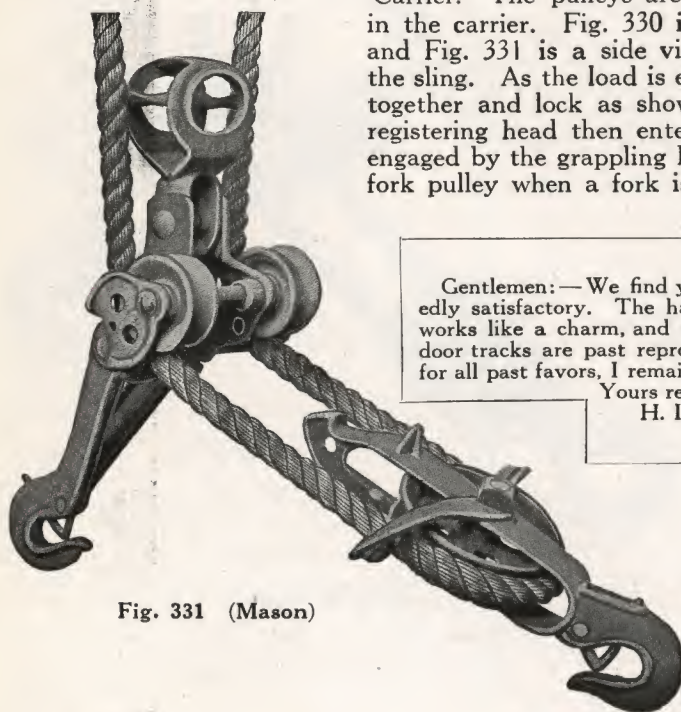 Carrier. The pulleys are
in the carrier. Fig. 330 i
and Fig. 331 is a side vi
the sling. As the load is e
together and lock as shov
registering head then ente
engaged by the grappling
fork pulley when a fork is
Gentlemen:—We find y
edly satisfactory. The ha
works like a charm, and
door tracks are past repro
for all past favors, I remai
Yours re
H. I
Fig. 331 (Mason)